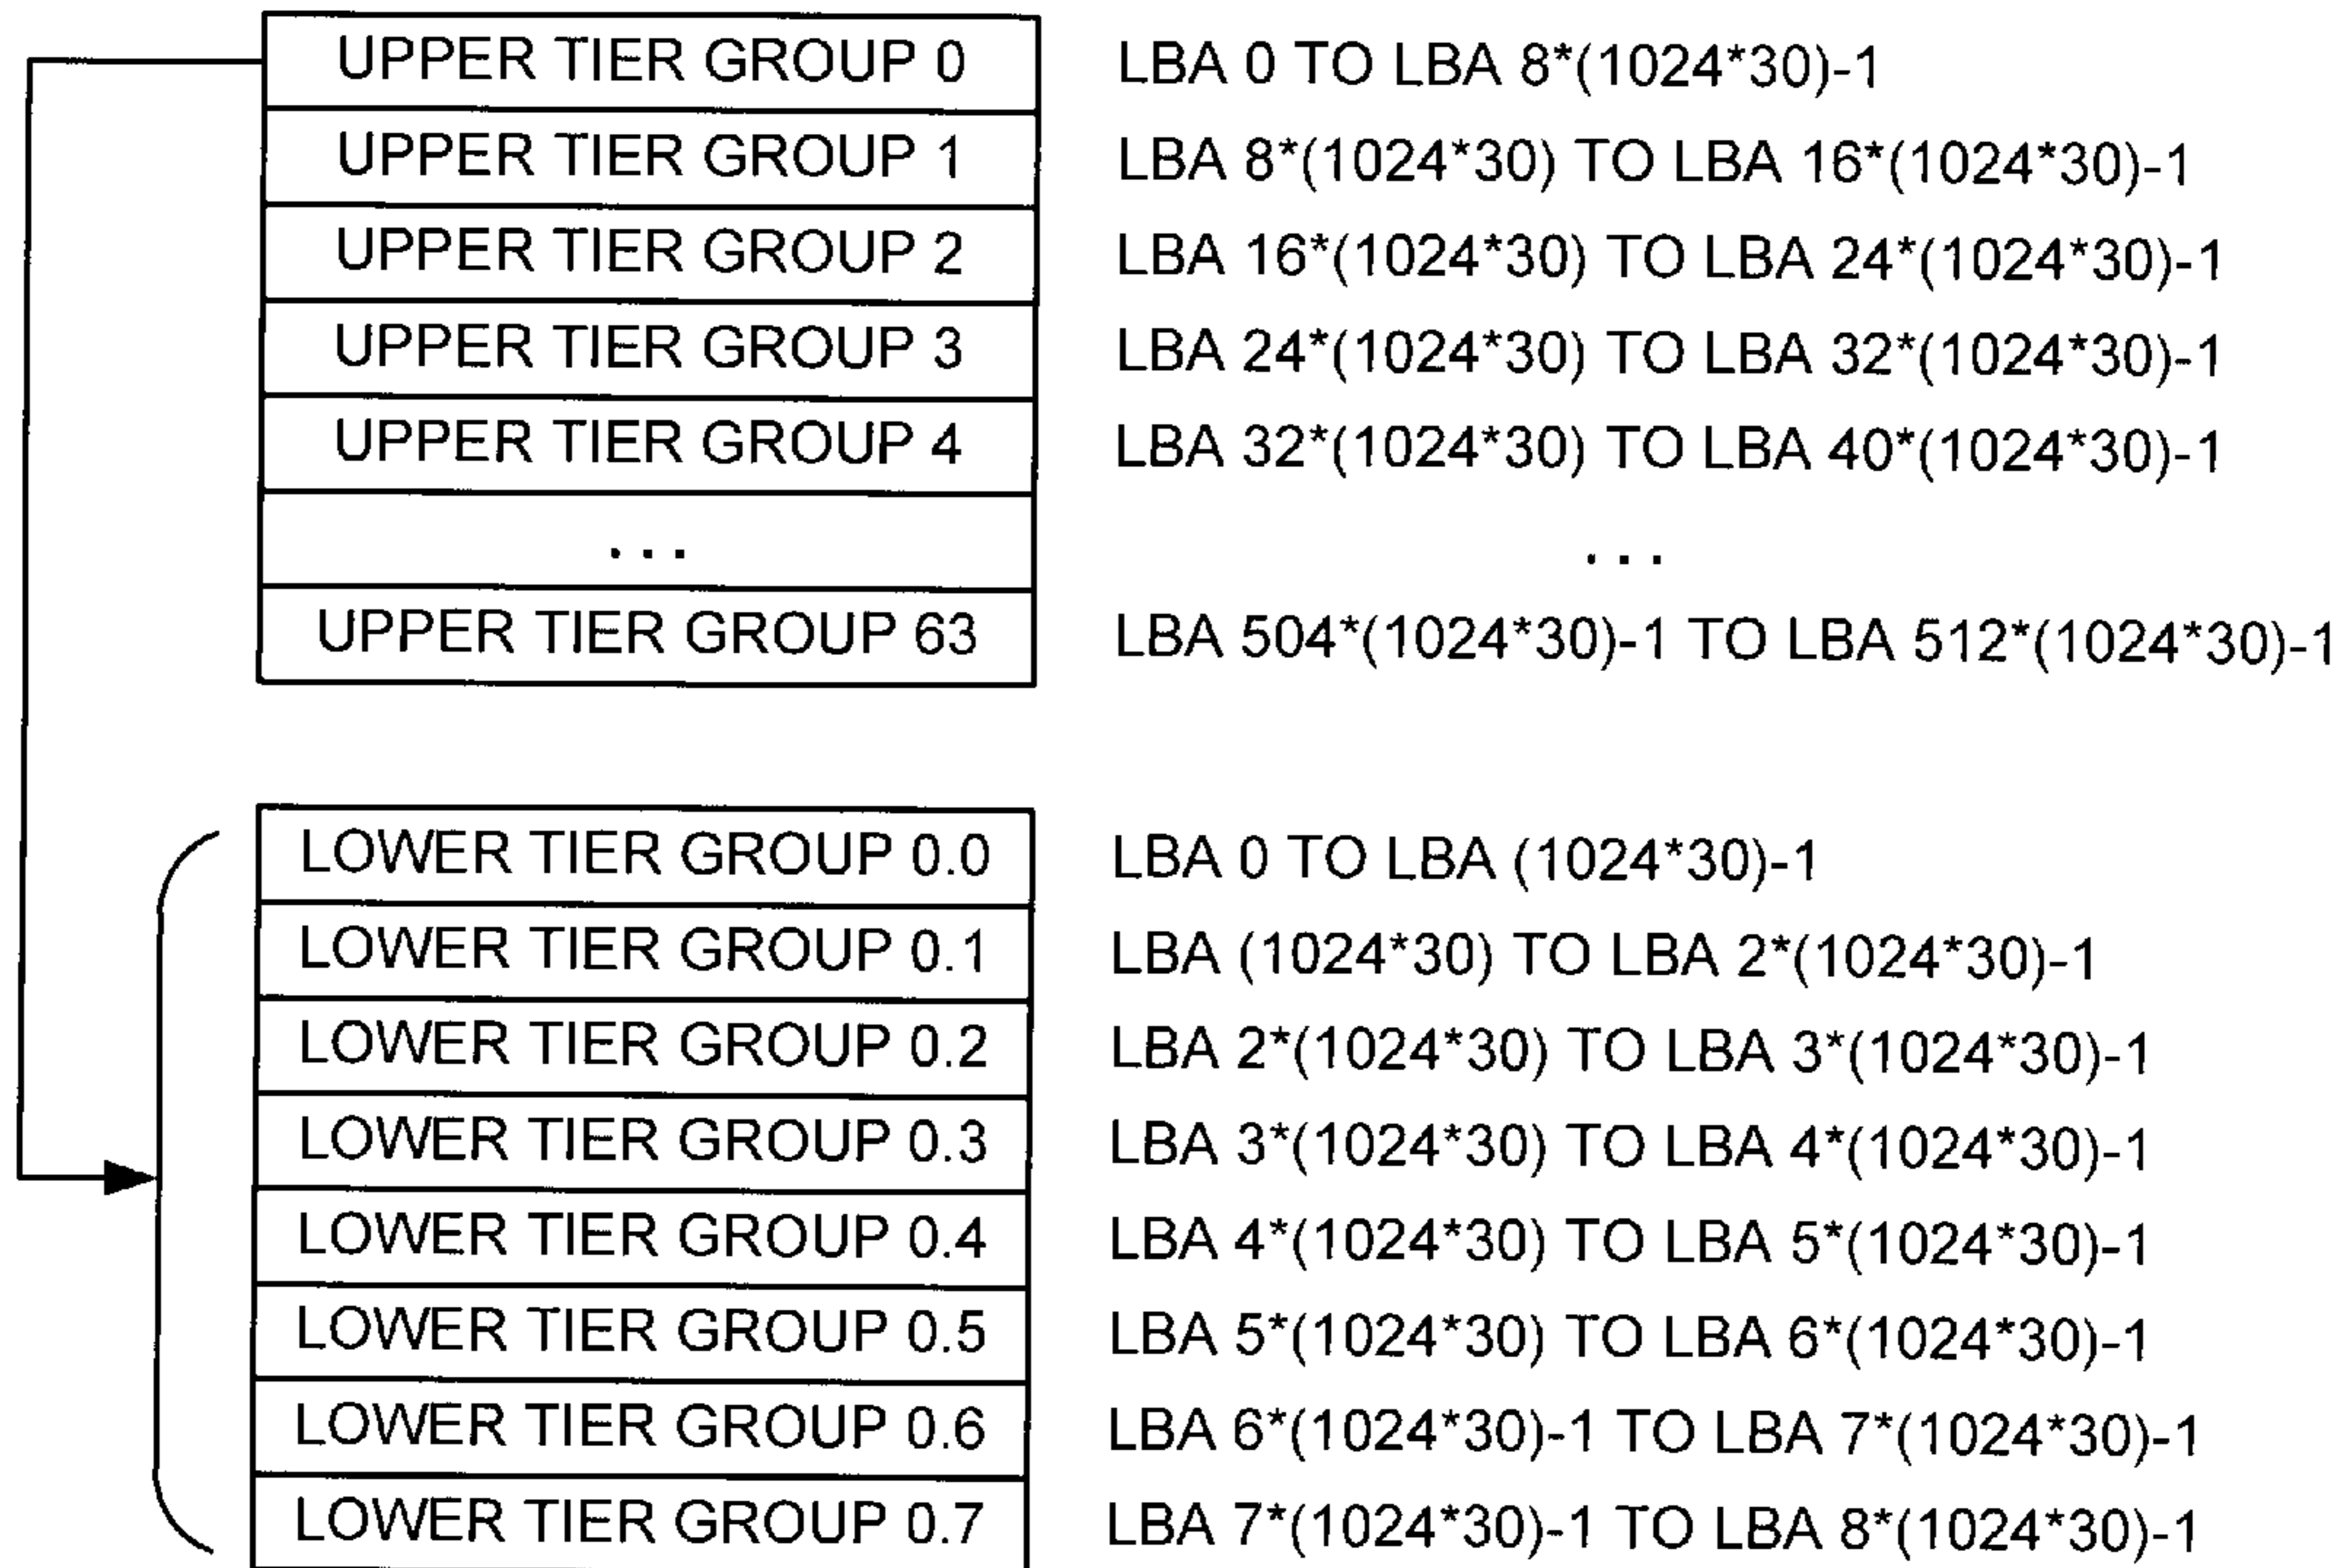 UPPER TIER GROUP 0 LBA 0 TO LBA 8*(1024*30)-1
UPPER TIER GROUP 1 LBA 8*(1024*30) TO LBA 16*(1024*30)-1
UPPER TIER GROUP 2 LBA 16*(1024*30) TO LBA 24*(1024*30)-1
UPPER TIER GROUP 3 LBA 24*(1024*30) TO LBA 32*(1024*30)-1
UPPER TIER GROUP 4 LBA 32*(1024*30) TO LBA 40*(1024*30)-1
... ...
UPPER TIER GROUP 63 LBA 504*(1024*30)-1 TO LBA 512*(1024*30)-1
LOWER TIER GROUP 0.0 LBA 0 TO LBA (1024*30)-1
LOWER TIER GROUP 0.1 LBA (1024*30) TO LBA 2*(1024*30)-1
LOWER TIER GROUP 0.2 LBA 2*(1024*30) TO LBA 3*(1024*30)-1
LOWER TIER GROUP 0.3 LBA 3*(1024*30) TO LBA 4*(1024*30)-1
LOWER TIER GROUP 0.4 LBA 4*(1024*30) TO LBA 5*(1024*30)-1
LOWER TIER GROUP 0.5 LBA 5*(1024*30) TO LBA 6*(1024*30)-1
LOWER TIER GROUP 0.6 LBA 6*(1024*30)-1 TO LBA 7*(1024*30)-1
LOWER TIER GROUP 0.7 LBA 7*(1024*30)-1 TO LBA 8*(1024*30)-1